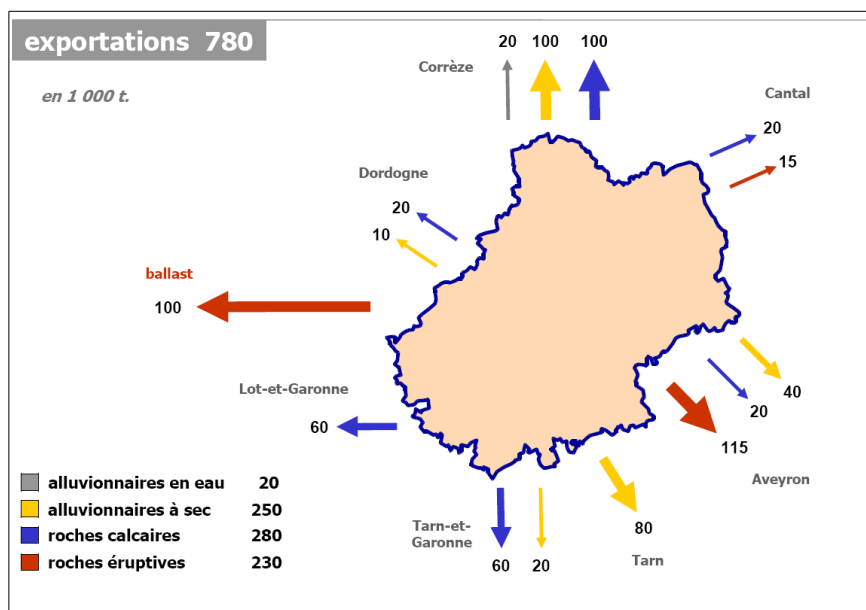 exportations 780
en 1 000 t.
20 100 100
Corrèze
Cantal
20
15
Dordogne
20
10
ballast
100
Lot-et-Garonne
60
40
20
115
Aveyron
alluvionnaires en eau 20
alluvionnaires à sec 250
roches calcaires 280
roches éruptives 230
Tarn-et-
Garonne
60 20
80
Tarn